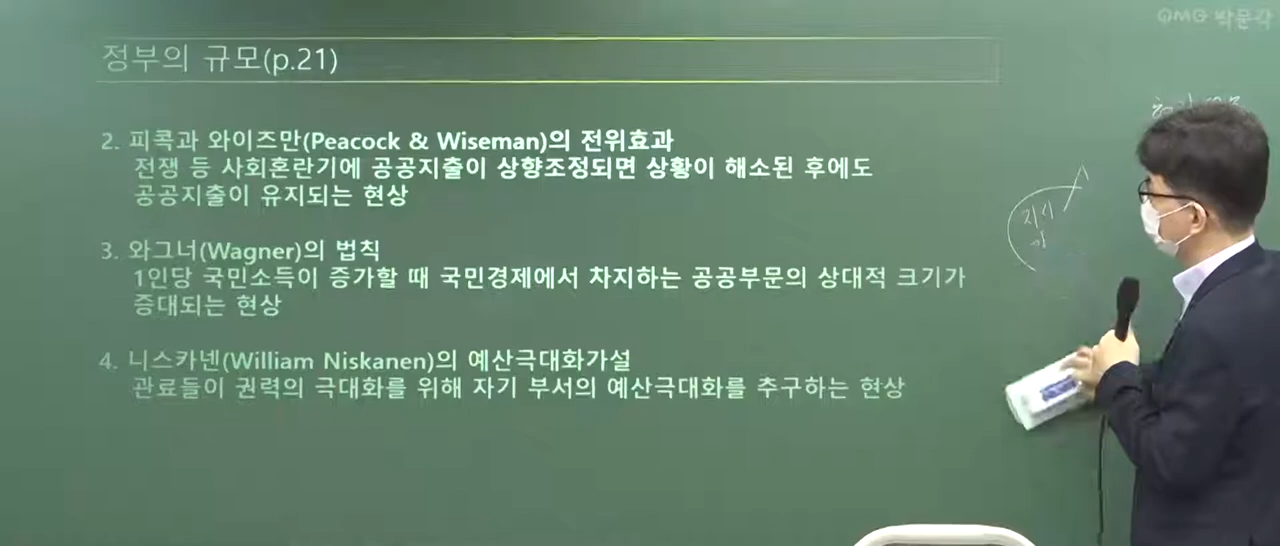 박문각
정부의 규모(p.21)
2. 피콕과 와이즈만(Peacock & Wiseman)의 전위효과
전쟁 등 사회혼란기에 공공지출이 상향조정되면 상황이 해소된 후에도
공공지출이 유지되는 현상
3. 와그너(Wagner)의 법칙
1인당 국민소득이 증가할 때 국민경제에서 차지하는 공공부문의 상대적 크기가
증대되는 현상
4. 니스카넨(William Niskanen)의 예산극대화가설
관료들이 권력의 극대화를 위해 자기 부서의 예산극대화를 추구하는 현상